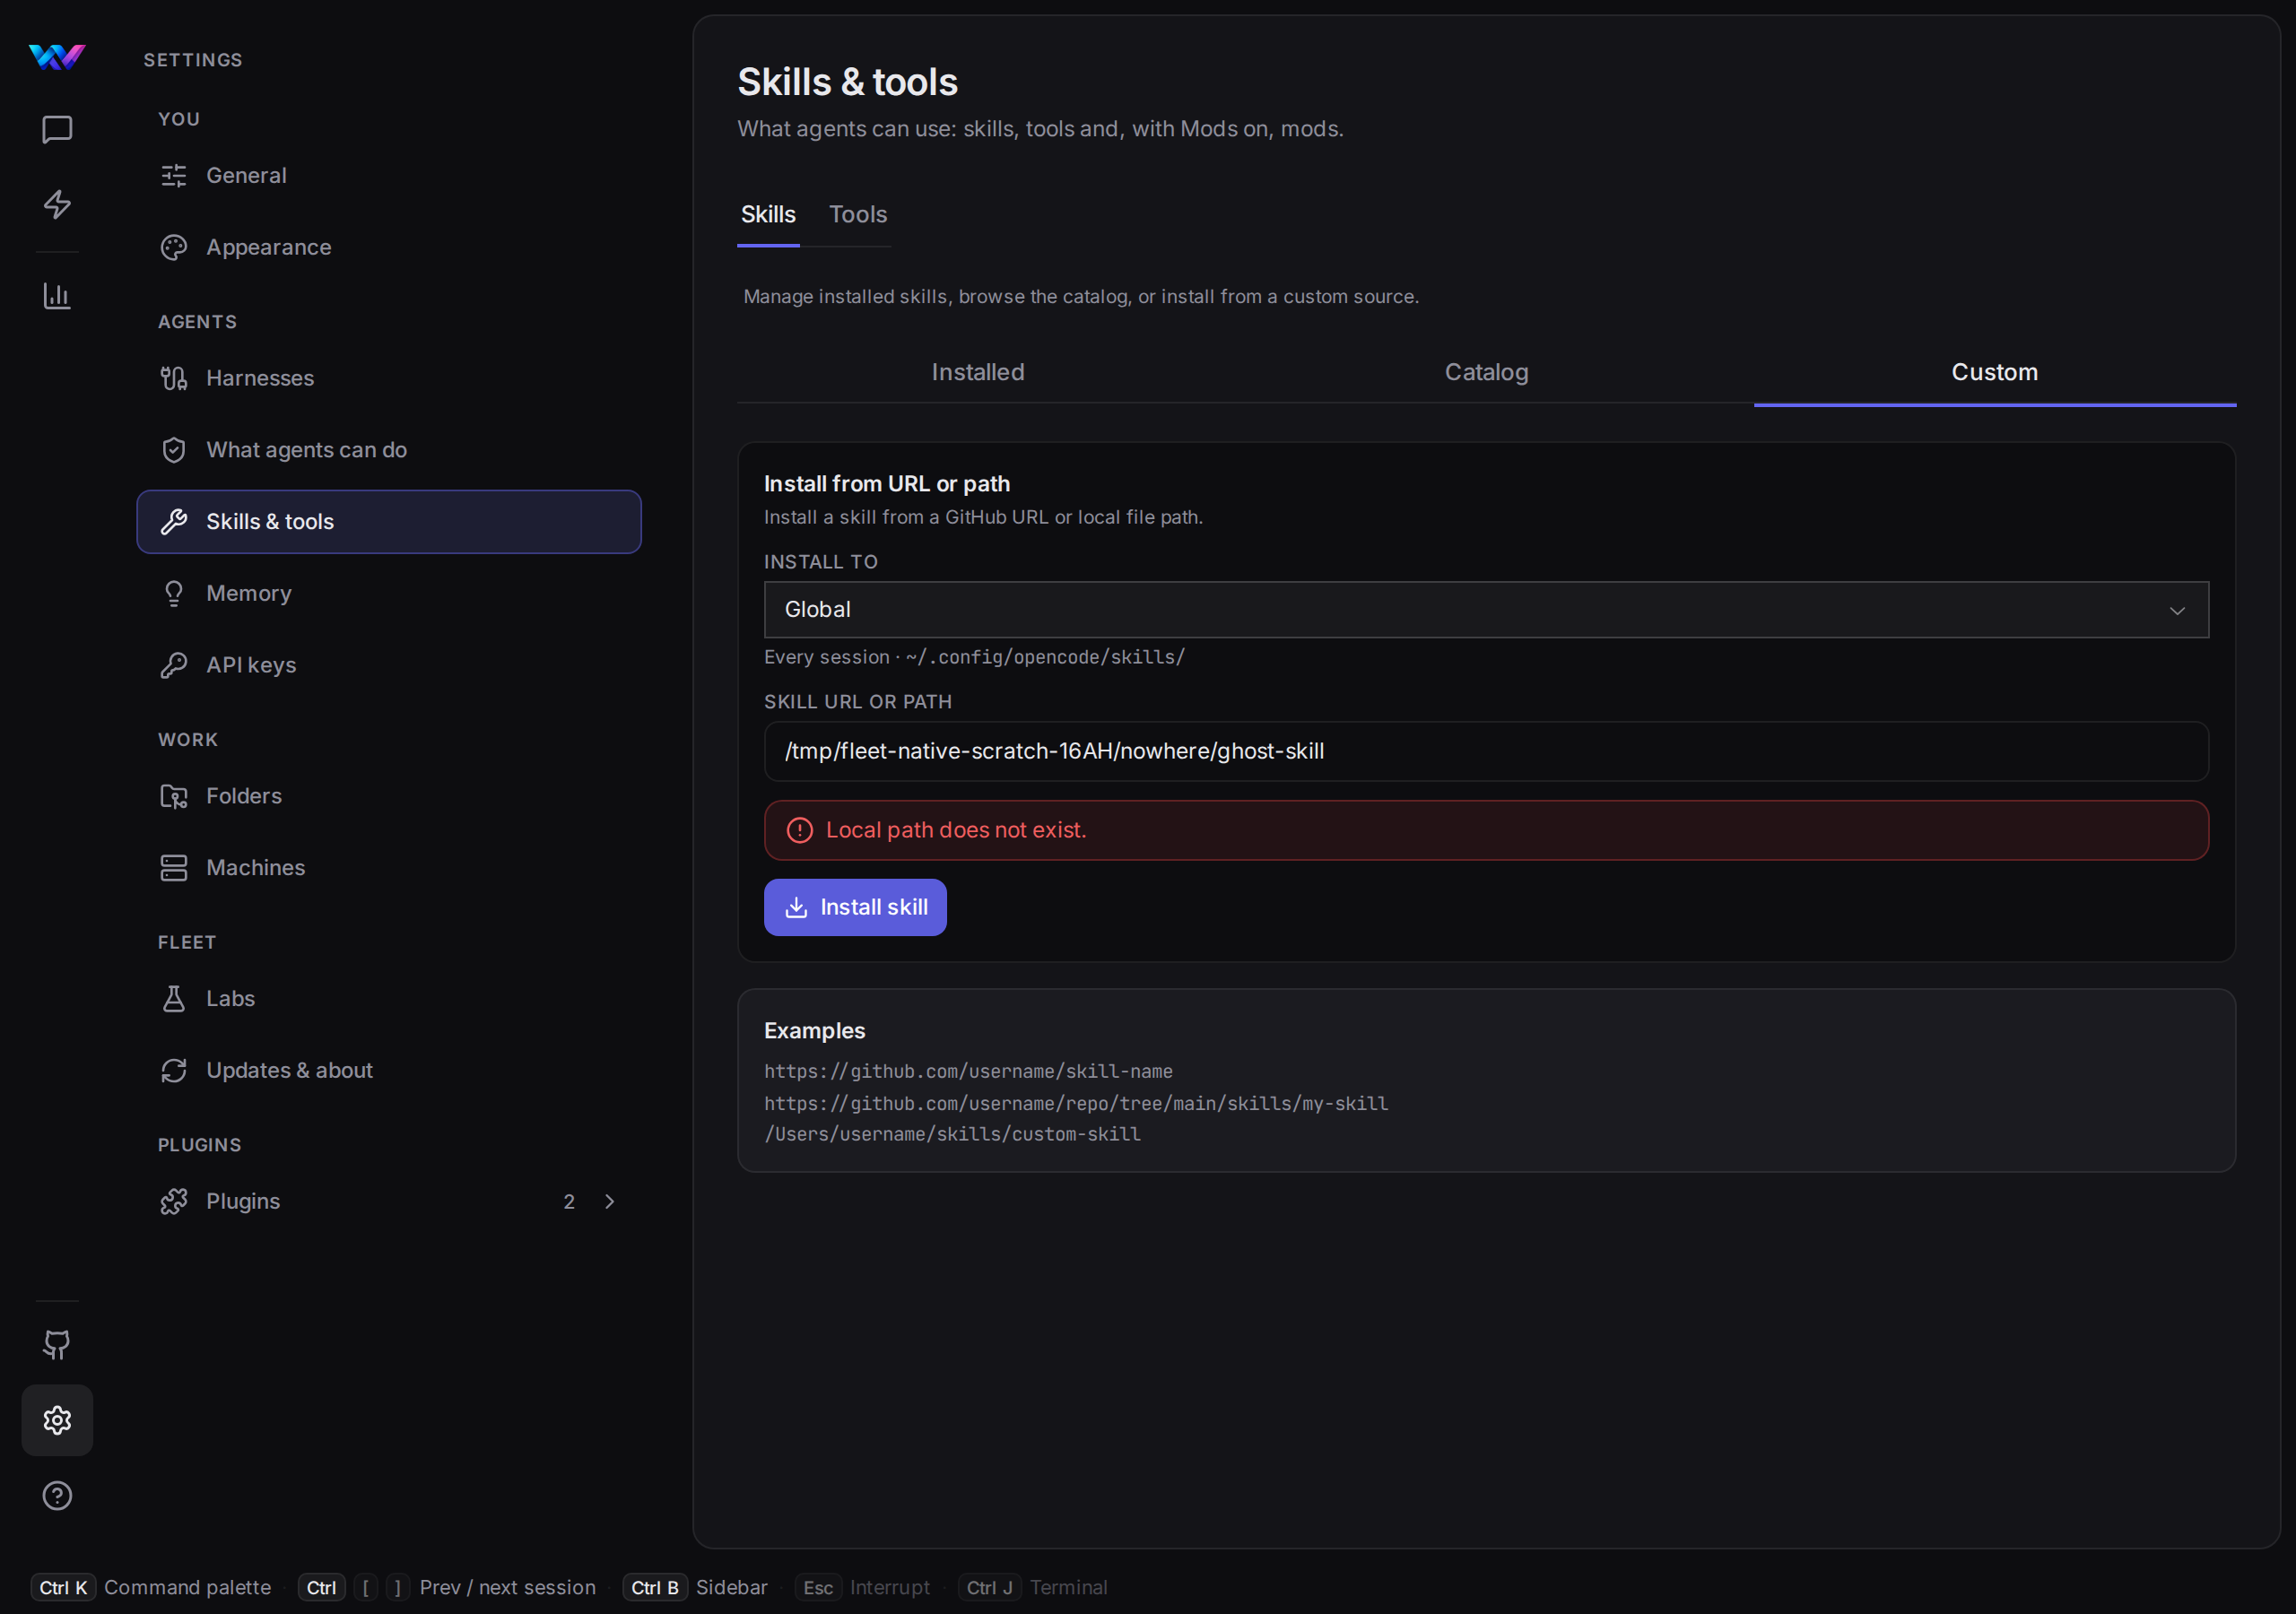 SETTINGS
YOU
General
Appearance
AGENTS
Harnesses
What agents can do
Skills & tools
Memory
API keys
WORK
Folders
Machines
FLEET
Labs
Updates & about
PLUGINS
Plugins 2
Skills & tools
What agents can use: skills, tools and, with Mods on, mods.
Skills Tools
Manage installed skills, browse the catalog, or install from a custom source.
Installed Catalog Custom
Install from URL or path
Install a skill from a GitHub URL or local file path.
INSTALL TO
Global
Every session · ~/.config/opencode/skills/
SKILL URL OR PATH
/tmp/fleet-native-scratch-16AH/nowhere/ghost-skill
Local path does not exist.
Install skill
Examples
https://github.com/username/skill-name
https://github.com/username/repo/tree/main/skills/my-skill
/Users/username/skills/custom-skill
Ctrl K Command palette · Ctrl [ ] Prev / next session · Ctrl B Sidebar · Esc Interrupt · Ctrl J Terminal